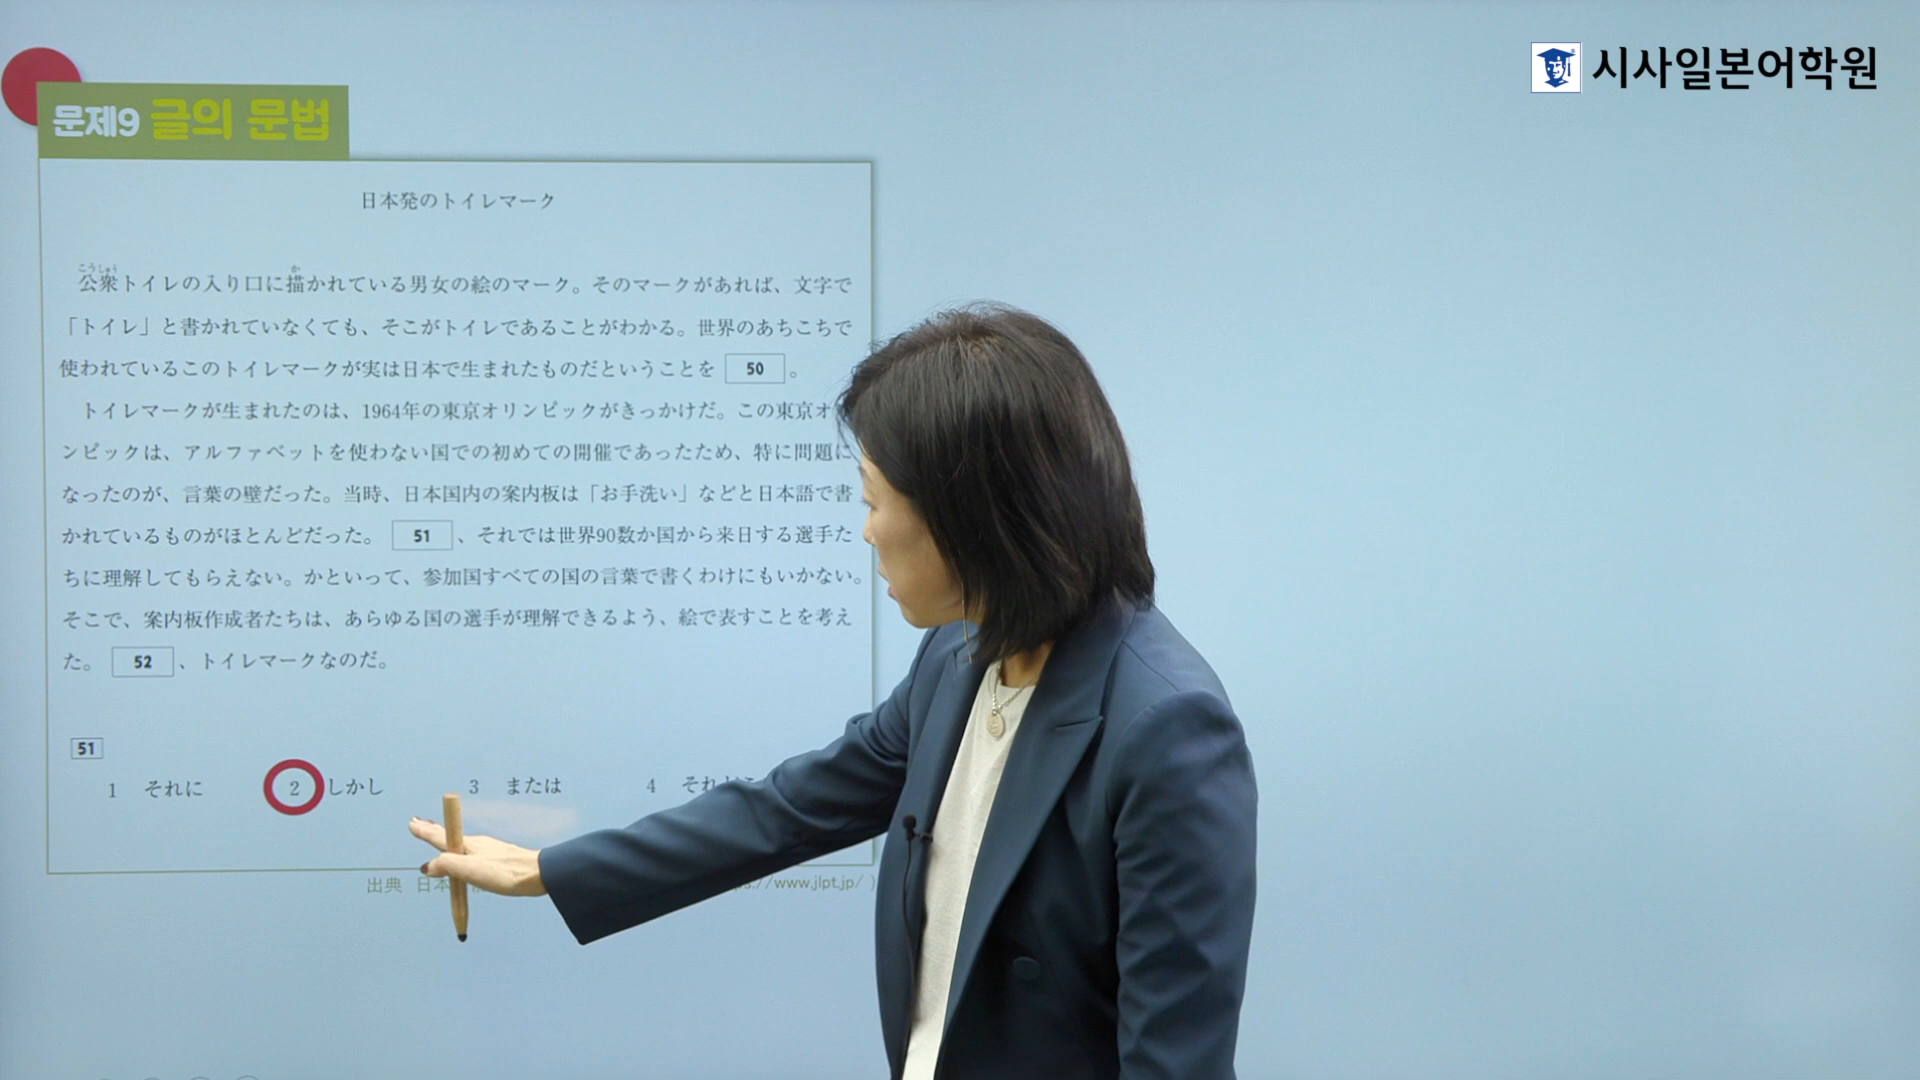 시사일본어학원
문제9 글의 문법
日本発のトイレマーク
こうしゅう か
公衆トイレの入り口に描かれている男女の絵のマーク。そのマークがあれば、文字で
「トイレ」と書かれていなくても、そこがトイレであることがわかる。世界のあちこちで
使われているこのトイレマークが実は日本で生まれたものだということを 50 。
トイレマークが生まれたのは、1964年の東京オリンピックがきっかけだ。この東京オ
ンピックは、アルファベットを使わない国での初めての開催であったため、特に問題に
なったのが、言葉の壁だった。当時、日本国内の案内板は「お手洗い」などと日本語で書
かれているものがほとんどだった。 51 、それでは世界90数か国から来日する選手た
ちに理解してもらえない。かといって、参加国すべての国の言葉で書くわけにもいかない。
そこで、案内板作成者たちは、あらゆる国の選手が理解できるよう、絵で表すことを考え
た。 52 、トイレマークなのだ。
51
1 それに 2 しかし 3 または 4 それ
出典 日本 ://www.jlpt.jp/ )